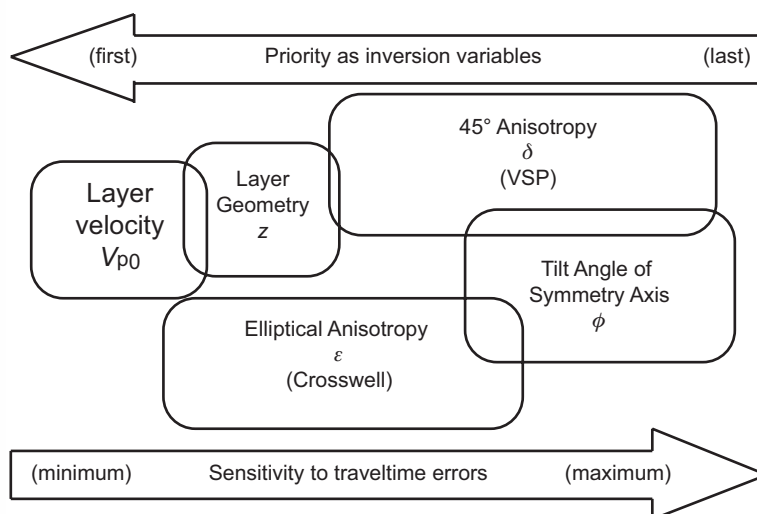 (first) Priority as inversion variables (last)
45° Anisotropy
δ
(VSP)
Layer
Geometry
z
Layer
velocity
Vp0
Tilt Angle of
Symmetry Axis
ϕ
Elliptical Anisotropy
ε
(Crosswell)
(minimum) Sensitivity to traveltime errors (maximum)